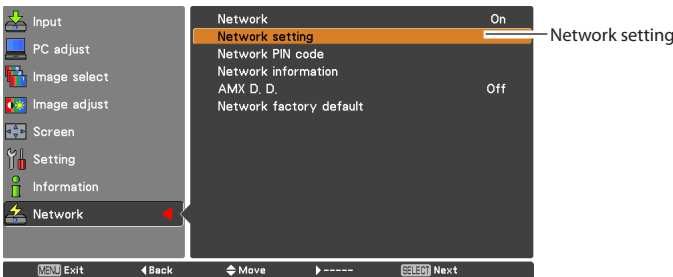 Input
PC adjust
Image select
Image adjust
Screen
Setting
Information
Network
Network On
Network setting
Network PIN code
Network information
AMX D. D. Off
Network factory default
Network setting
MENU Exit ◀Back Move ▶----- SELECT Next